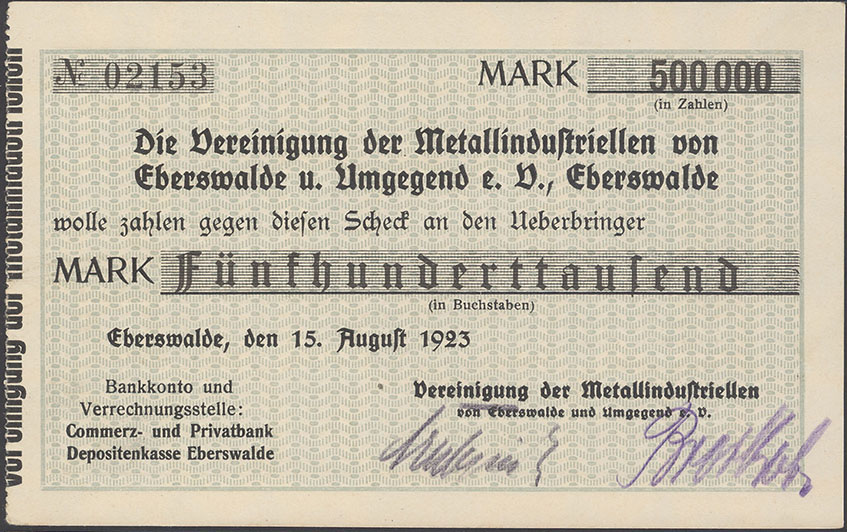 № 02153
MARK 500000
(in Zahlen)
Die Vereinigung der Metallindustriellen von
Eberswalde u. Umgegend e. V., Eberswalde
wolle zahlen gegen diesen Scheck an den Ueberbringer
MARK Fünfhunderttausend
(in Buchstaben)
Eberswalde, den 15. August 1923
Bankkonto und
Verrechnungsstelle:
Commerz- und Privatbank
Depositenkasse Eberswalde
Vereinigung der Metallindustriellen
von Eberswalde und Umgegend e. V.